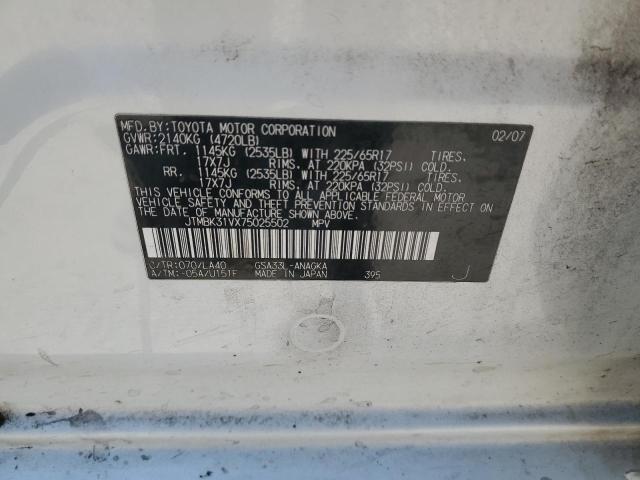 MFD.BY:TOYOTA MOTOR CORPORATION 02/07
GVWR:2140KG (4720LB)
GAWR:FRT. 1145KG (2535LB) WITH 225/65R17 TIRES,
17X7J RIMS, AT 220KPA (32PSI) COLD.
RR. 1145KG (2535LB) WITH 225/65R17 TIRES,
17X7J RIMS, AT 220KPA (32PSI) COLD.
THIS VEHICLE CONFORMS TO ALL APPLICABLE FEDERAL MOTOR
VEHICLE SAFETY AND THEFT PREVENTION STANDARDS IN EFFECT
ON THE DATE OF MANUFACTURE SHOWN ABOVE.
JTMBK31VX75025502 MPV
C/TR:070/LA40 GSA33L-ANAGKA
A/TM:-05A/U151F MADE IN JAPAN 395 J